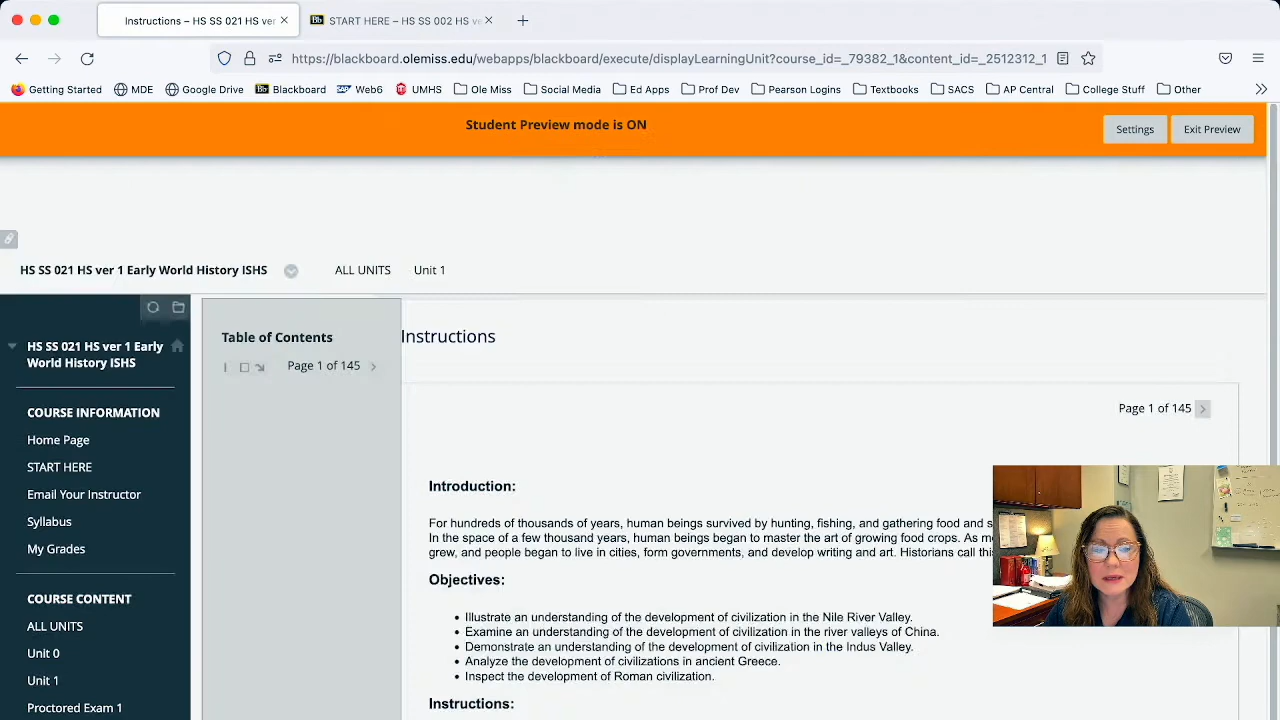 Instructions – HS SS 021 HS ver
Bb START HERE – HS SS 002 HS v
https://blackboard.olemiss.edu/webapps/blackboard/execute/displayLearningUnit?course_id=_79382_1&content_id=_2512312_1
Getting Started MDE Google Drive Bb Blackboard Web6 UMHS Ole Miss Social Media Ed Apps Prof Dev Pearson Logins Textbooks SACS AP Central College Stuff Other
Student Preview mode is ON
Settings
Exit Preview
HS SS 021 HS ver 1 Early World History ISHS ALL UNITS Unit 1
HS SS 021 HS ver 1 Early
World History ISHS
COURSE INFORMATION
Home Page
START HERE
Email Your Instructor
Syllabus
My Grades
COURSE CONTENT
ALL UNITS
Unit 0
Unit 1
Proctored Exam 1
Table of Contents
Page 1 of 145
Instructions
Page 1 of 145
Introduction:
For hundreds of thousands of years, human beings survived by hunting, fishing, and gathering food and s
In the space of a few thousand years, human beings began to master the art of growing food crops. As m
grew, and people began to live in cities, form governments, and develop writing and art. Historians call this
Objectives:
• Illustrate an understanding of the development of civilization in the Nile River Valley.
• Examine an understanding of the development of civilization in the river valleys of China.
• Demonstrate an understanding of the development of civilization in the Indus Valley.
• Analyze the development of civilizations in ancient Greece.
• Inspect the development of Roman civilization.
Instructions: